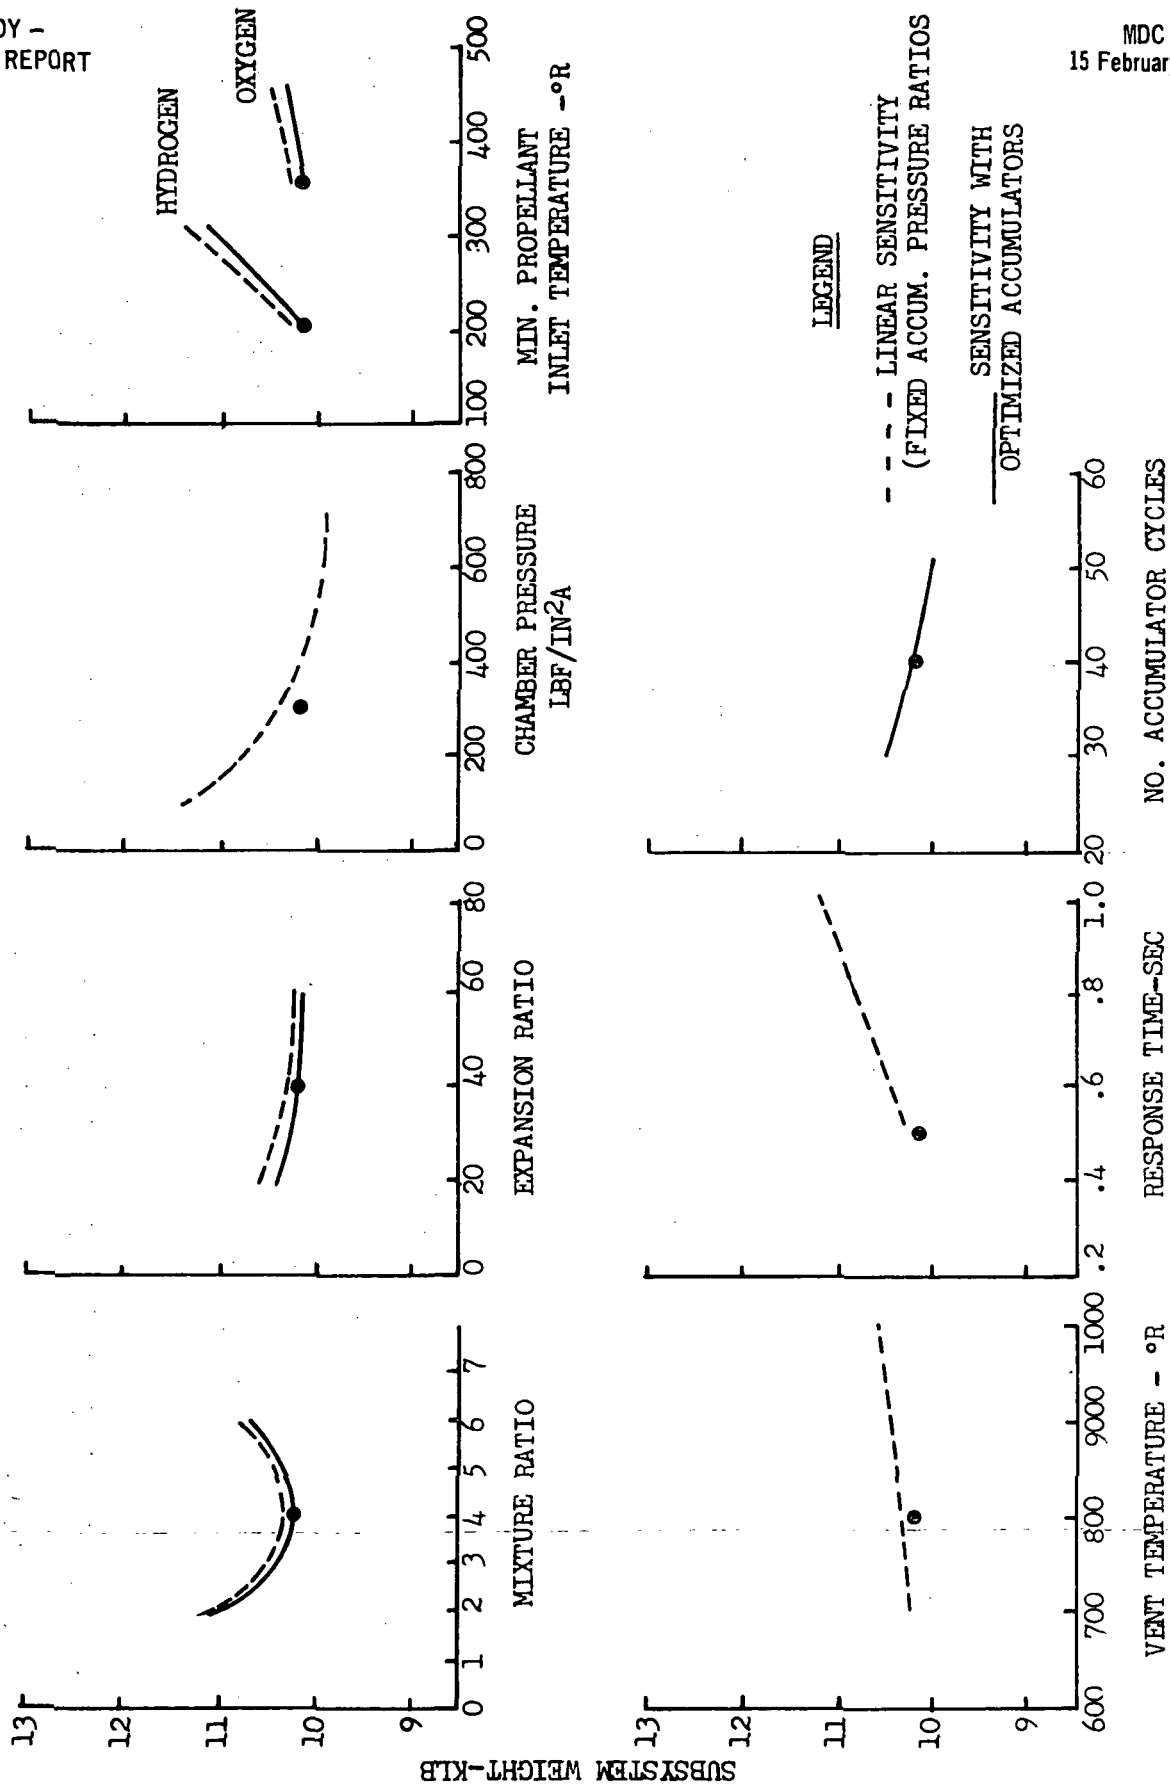 DY –
REPORT
MDC
15 Februar
SUBSYSTEM WEIGHT-KLB
13
12
11
10
9
0 1 2 3 4 5 6 7
MIXTURE RATIO
0 20 40 60 80
EXPANSION RATIO
0 200 400 600 800
CHAMBER PRESSURE
LBF/IN²A
HYDROGEN
OXYGEN
100 200 300 400 500
MIN. PROPELLANT
INLET TEMPERATURE -°R
13
12
11
10
9
600 700 800 9000 1000
VENT TEMPERATURE - °R
.2 .4 .6 .8 1.0
RESPONSE TIME-SEC
20 30 40 50 60
NO. ACCUMULATOR CYCLES
LEGEND
- - - - LINEAR SENSITIVITY
(FIXED ACCUM. PRESSURE RATIOS
SENSITIVITY WITH
OPTIMIZED ACCUMULATORS